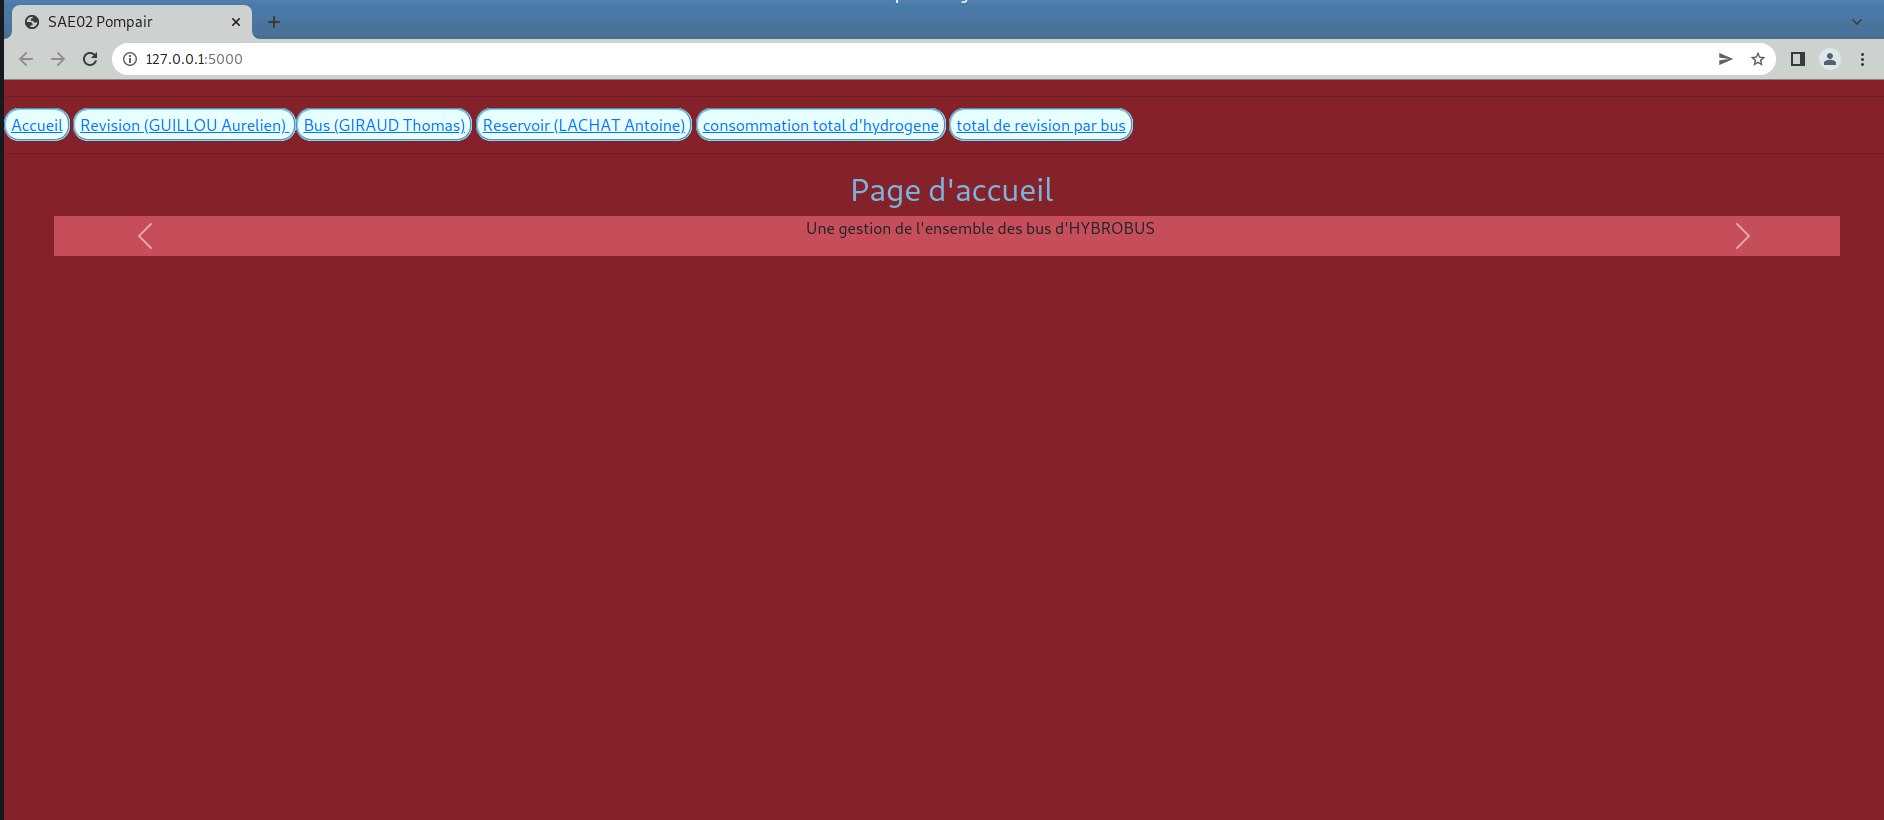 SAE02 Pompair
127.0.0.1:5000
Accueil Revision (GUILLOU Aurelien) Bus (GIRAUD Thomas) Reservoir (LACHAT Antoine) consommation total d'hydrogene total de revision par bus
Page d'accueil
Une gestion de l'ensemble des bus d'HYBROBUS